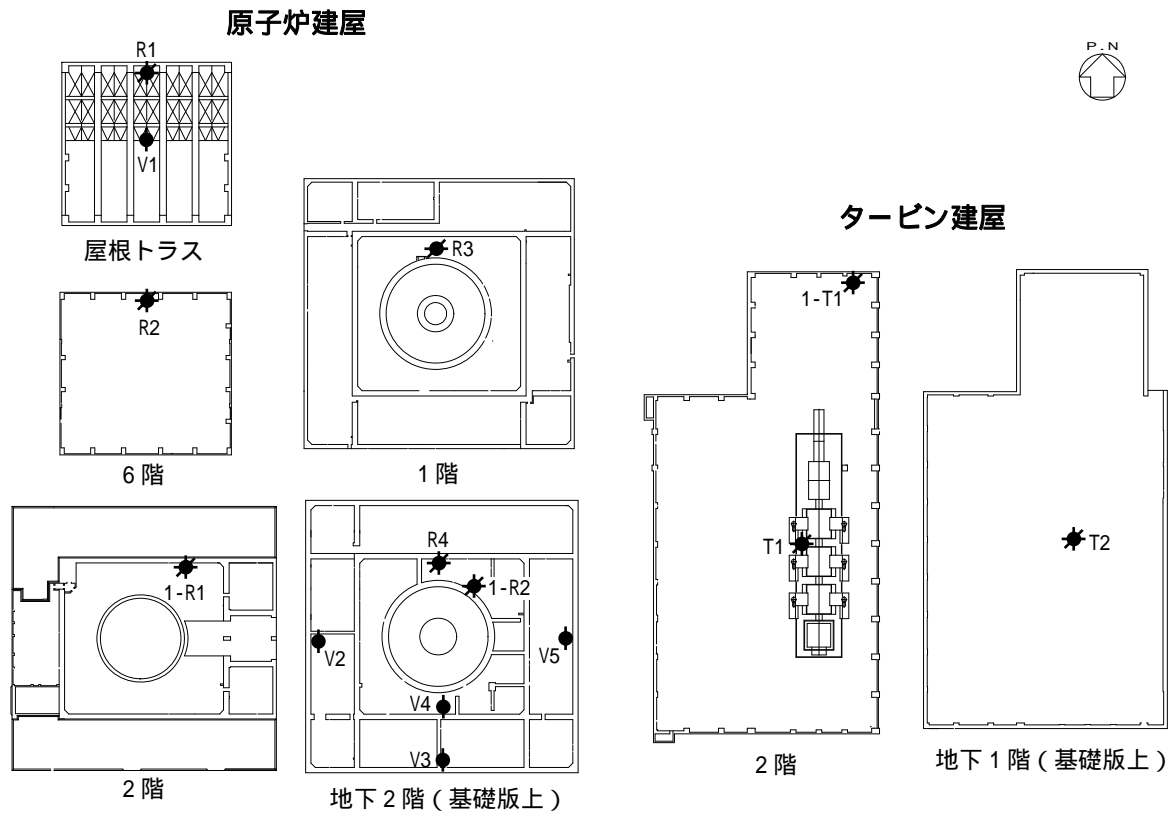 原子炉建屋
R1
P.N
V1
屋根トラス
R3
タービン建屋
R2
1-T1
6 階
1 階
R4
T1
T2
1-R1
1-R2
V2
V5
V4
V3
2 階
2 階
地下 1 階 ( 基礎版上 )
地下 2 階 ( 基礎版上 )